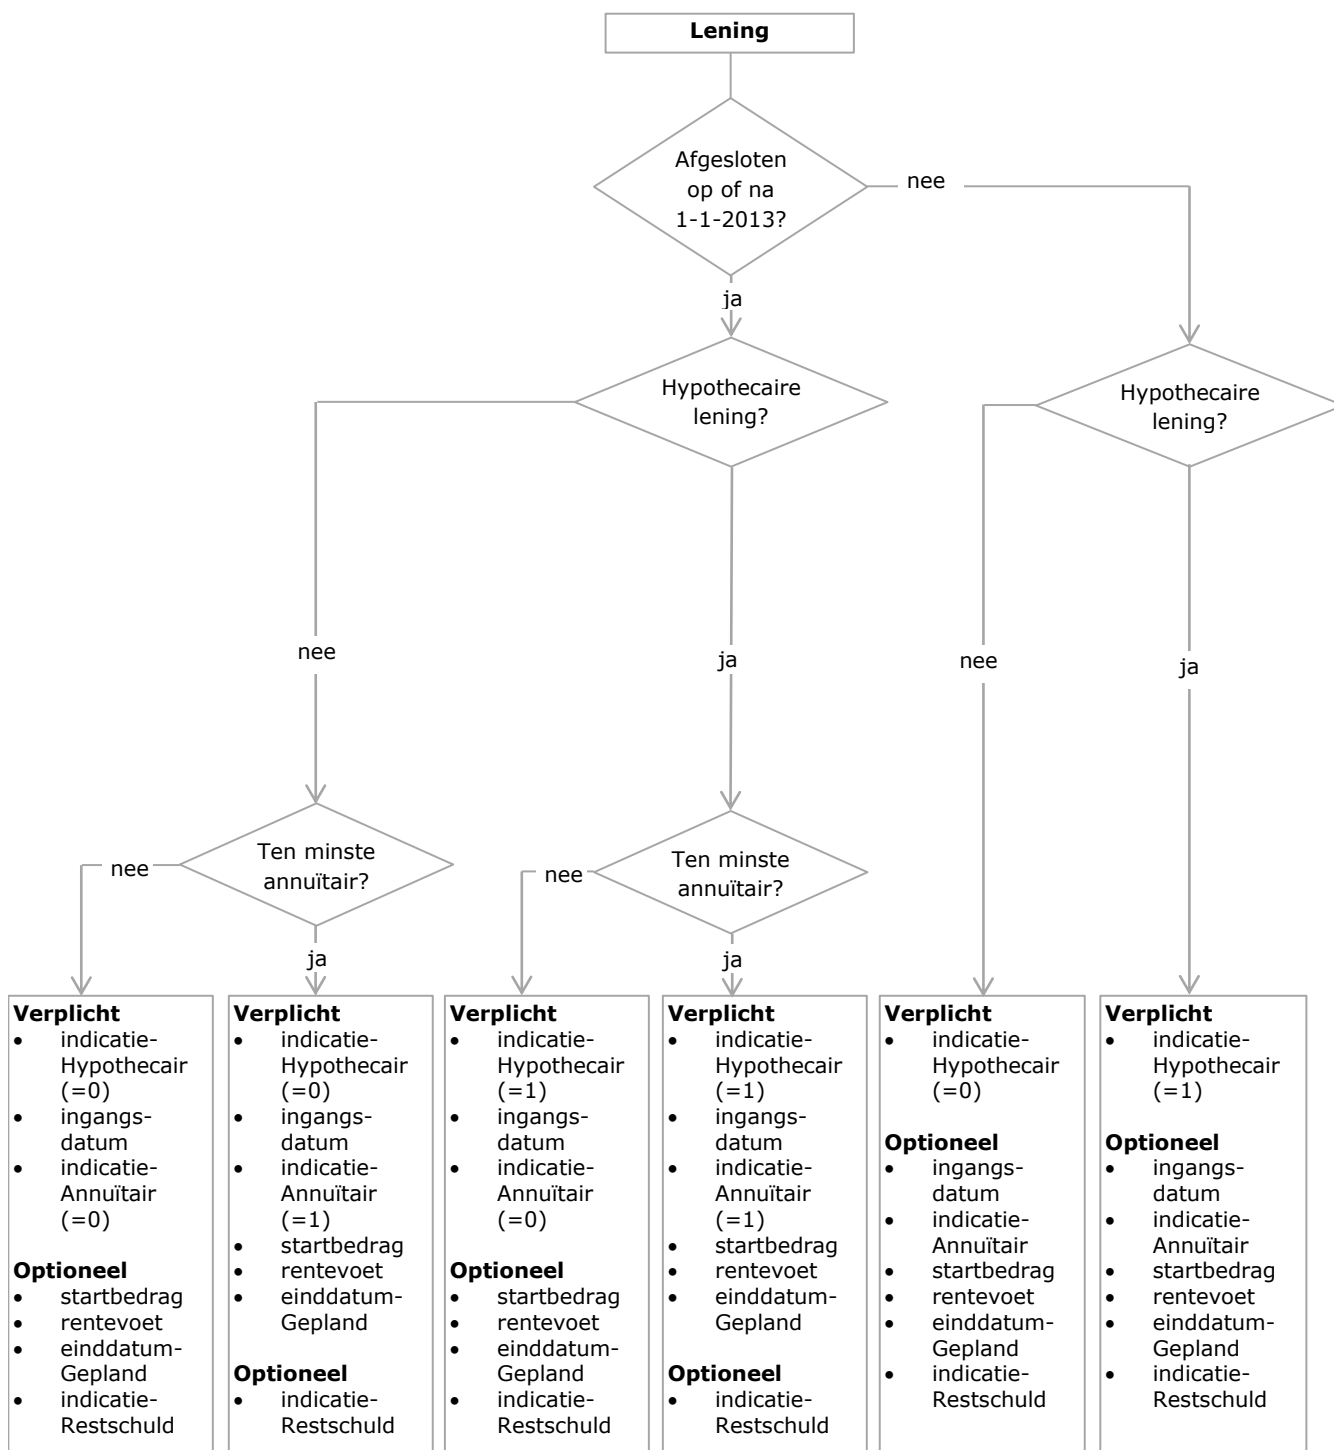 Lening
Afgesloten
op of na
1-1-2013?
nee
ja
Hypothecaire
lening?
Hypothecaire
lening?
nee
ja
nee
ja
Ten minste
annuïtair?
Ten minste
annuïtair?
nee
nee
ja
ja
Verplicht
• indicatie-
Hypothecair
(=0)
• ingangs-
datum
• indicatie-
Annuïtair
(=0)
Optioneel
• startbedrag
• rentevoet
• einddatum-
Gepland
• indicatie-
Restschuld
Verplicht
• indicatie-
Hypothecair
(=0)
• ingangs-
datum
• indicatie-
Annuïtair
(=1)
• startbedrag
• rentevoet
• einddatum-
Gepland
Optioneel
• indicatie-
Restschuld
Verplicht
• indicatie-
Hypothecair
(=1)
• ingangs-
datum
• indicatie-
Annuïtair
(=0)
Optioneel
• startbedrag
• rentevoet
• einddatum-
Gepland
• indicatie-
Restschuld
Verplicht
• indicatie-
Hypothecair
(=1)
• ingangs-
datum
• indicatie-
Annuïtair
(=1)
• startbedrag
• rentevoet
• einddatum-
Gepland
Optioneel
• indicatie-
Restschuld
Verplicht
• indicatie-
Hypothecair
(=0)
Optioneel
• ingangs-
datum
• indicatie-
Annuïtair
• startbedrag
• rentevoet
• einddatum-
Gepland
• indicatie-
Restschuld
Verplicht
• indicatie-
Hypothecair
(=1)
Optioneel
• ingangs-
datum
• indicatie-
Annuïtair
• startbedrag
• rentevoet
• einddatum-
Gepland
• indicatie-
Restschuld